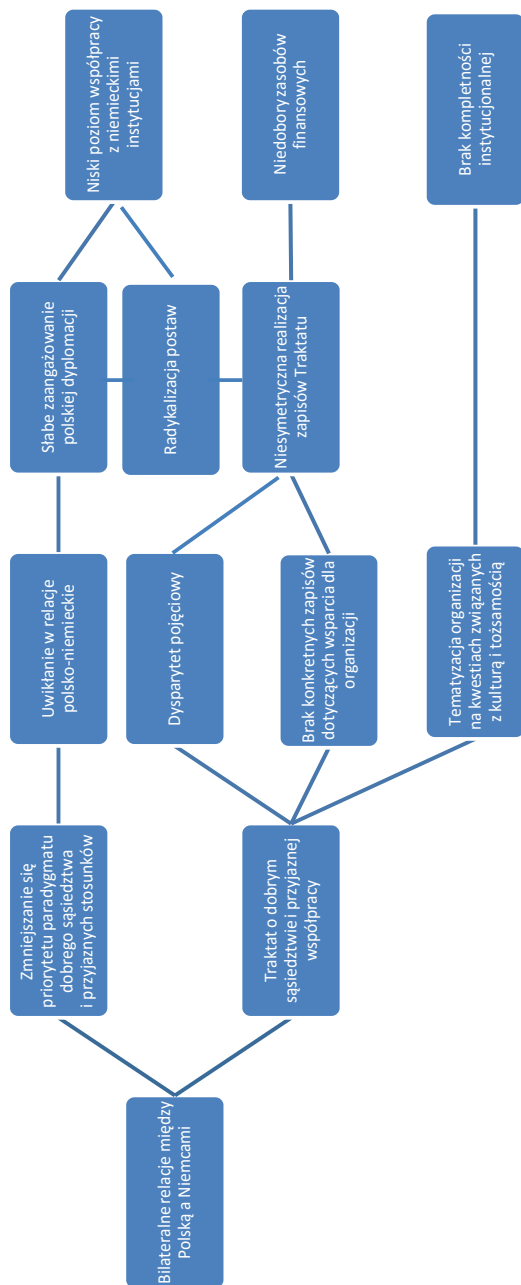 Bilateralne relacje między
Polską a Niemcami
Zmniejszanie się
priorytetu paradygmatu
dobrego sąsiedztwa
i przyjaznych stosunków
Traktat o dobrym
sąsiedztwie i przyjaznej
współpracy
Uwikłanie w relacje
polsko-niemieckie
Dysparytet pojęciowy
Brak konkretnych zapisów
dotyczących wsparcia dla
organizacji
Tematyzacja organizacji
na kwestiach związanych
z kulturą i tożsamością
Słabe zaangażowanie
polskiej dyplomacji
Radykalizacja postaw
Niesymetryczna realizacja
zapisów Traktatu
Niski poziom współpracy
z niemieckimi
instytucjami
Niedobory zasobów
finansowych
Brak kompletności
instytucjonalnej